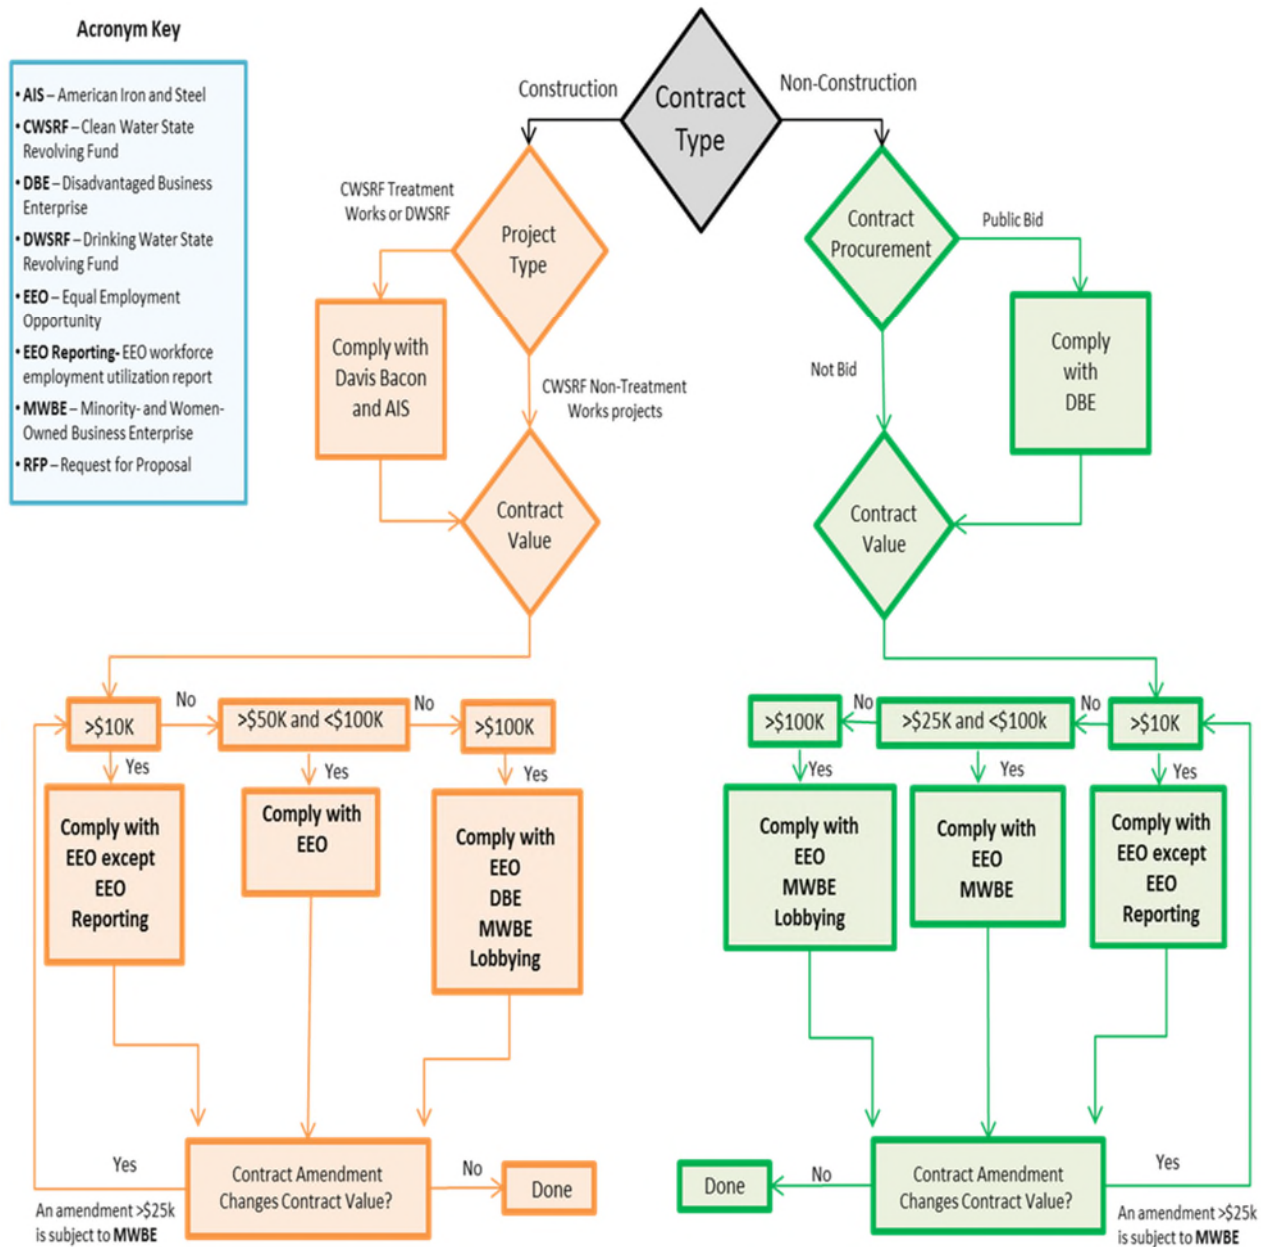 Acronym Key
• AIS – American Iron and Steel
• CWSRF – Clean Water State
Revolving Fund
• DBE – Disadvantaged Business
Enterprise
• DWSRF – Drinking Water State
Revolving Fund
• EEO – Equal Employment
Opportunity
• EEO Reporting- EEO workforce
employment utilization report
• MWBE – Minority- and Women-
Owned Business Enterprise
• RFP – Request for Proposal
Contract
Type
Construction
Non-Construction
CWSRF Treatment
Works or DWSRF
Project
Type
Comply with
Davis Bacon
and AIS
CWSRF Non-Treatment
Works projects
Contract
Value
Contract
Procurement
Public Bid
Comply
with
DBE
Not Bid
Contract
Value
>$10K
No
>$50K and <$100K
No
>$100K
Yes
Yes
Yes
Comply with
EEO except
EEO
Reporting
Comply with
EEO
Comply with
EEO
DBE
MWBE
Lobbying
Contract Amendment
Changes Contract Value?
Yes
An amendment >$25k
is subject to MWBE
No
Done
>$100K
No
>$25K and <$100k
No
>$10K
Yes
Yes
Yes
Comply with
EEO
MWBE
Lobbying
Comply with
EEO
MWBE
Comply with
EEO except
EEO
Reporting
Done
No
Contract Amendment
Changes Contract Value?
Yes
An amendment >$25k
is subject to MWBE